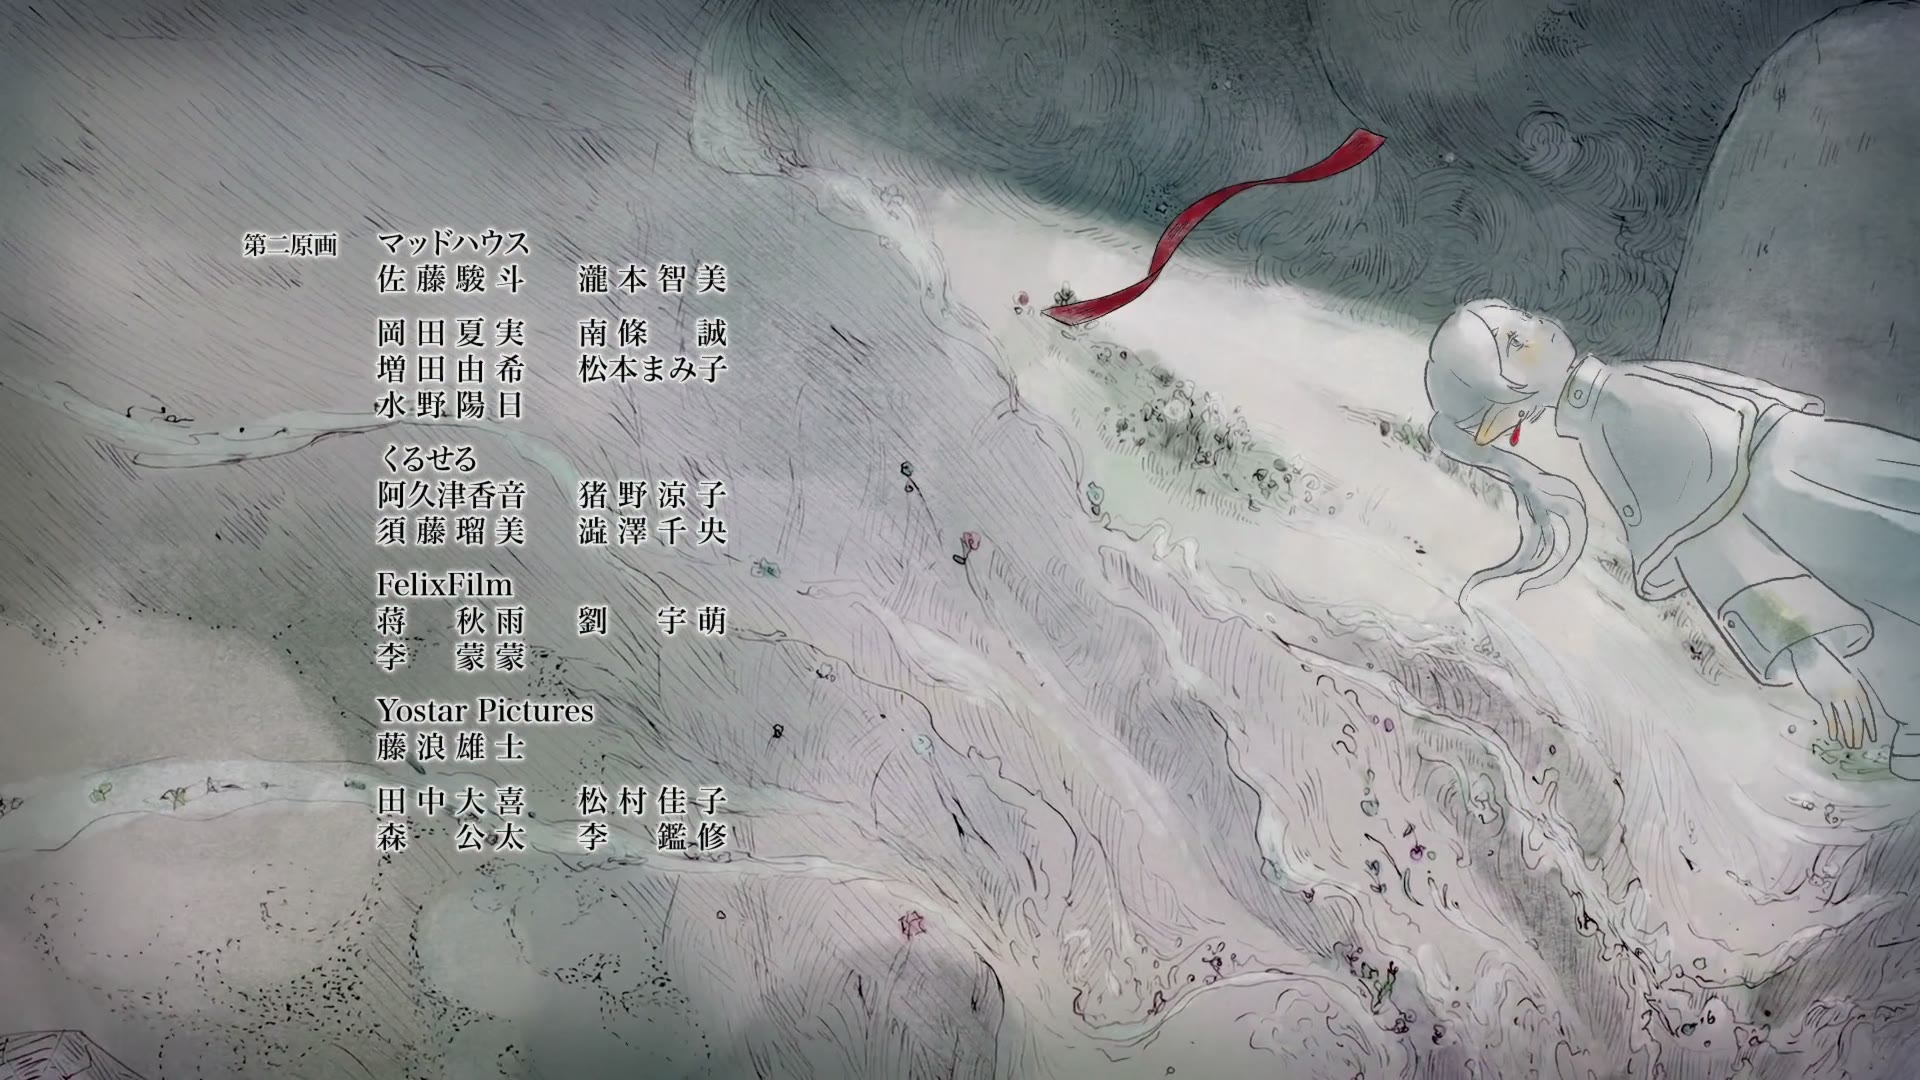 第二原画 マッドハウス
佐藤駿斗 瀧本智美
岡田夏実 南條 誠
増田由希 松本まみ子
水野陽日
くるせる
阿久津香音 猪野涼子
須藤瑠美 澁澤千央
FelixFilm
蒋 秋雨 劉 宇萌
李 蒙蒙
Yostar Pictures
藤浪雄士
田中大喜 松村佳子
森 公太 李 鑑修